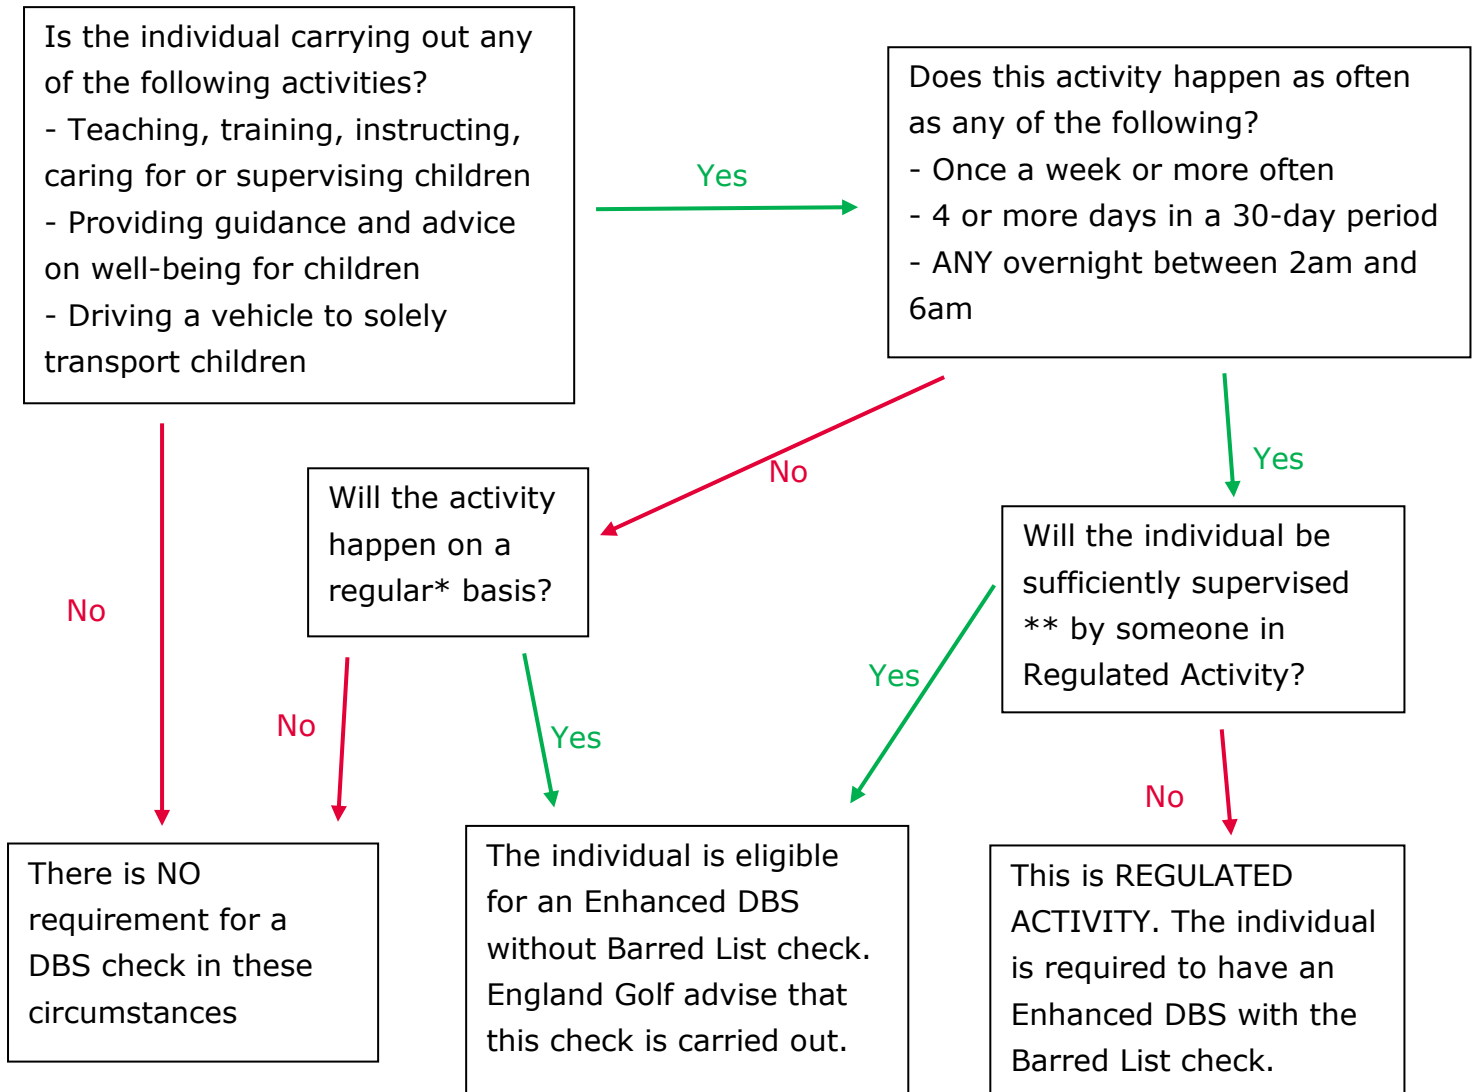 Is the individual carrying out any
of the following activities?
- Teaching, training, instructing,
caring for or supervising children
- Providing guidance and advice
on well-being for children
- Driving a vehicle to solely
transport children
Yes
Does this activity happen as often
as any of the following?
- Once a week or more often
- 4 or more days in a 30-day period
- ANY overnight between 2am and
6am
No
No
Yes
Will the activity
happen on a
regular* basis?
Will the individual be
sufficiently supervised
** by someone in
Regulated Activity?
No
Yes
Yes
No
There is NO
requirement for a
DBS check in these
circumstances
The individual is eligible
for an Enhanced DBS
without Barred List check.
England Golf advise that
this check is carried out.
This is REGULATED
ACTIVITY. The individual
is required to have an
Enhanced DBS with the
Barred List check.